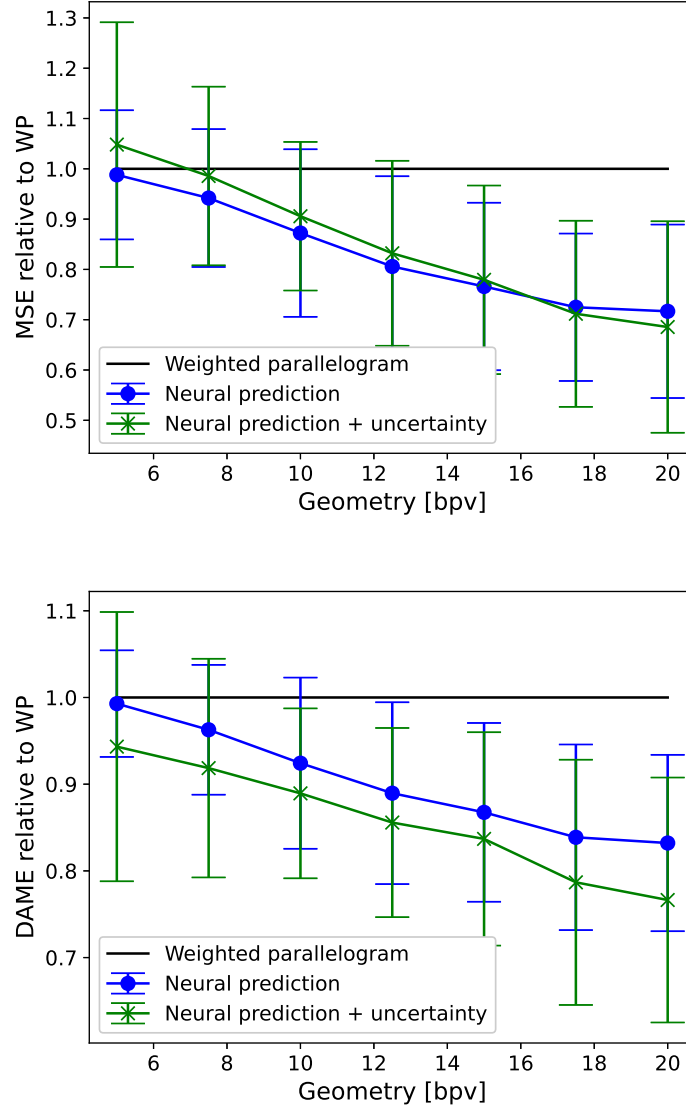 1.3
1.2
1.1
1.0
0.9
0.8
0.7
0.6
0.5
MSE relative to WP
Weighted parallelogram
Neural prediction
Neural prediction + uncertainty
6 8 10 12 14 16 18 20
Geometry [bpv]
1.1
1.0
0.9
0.8
0.7
DAME relative to WP
Weighted parallelogram
Neural prediction
Neural prediction + uncertainty
6 8 10 12 14 16 18 20
Geometry [bpv]